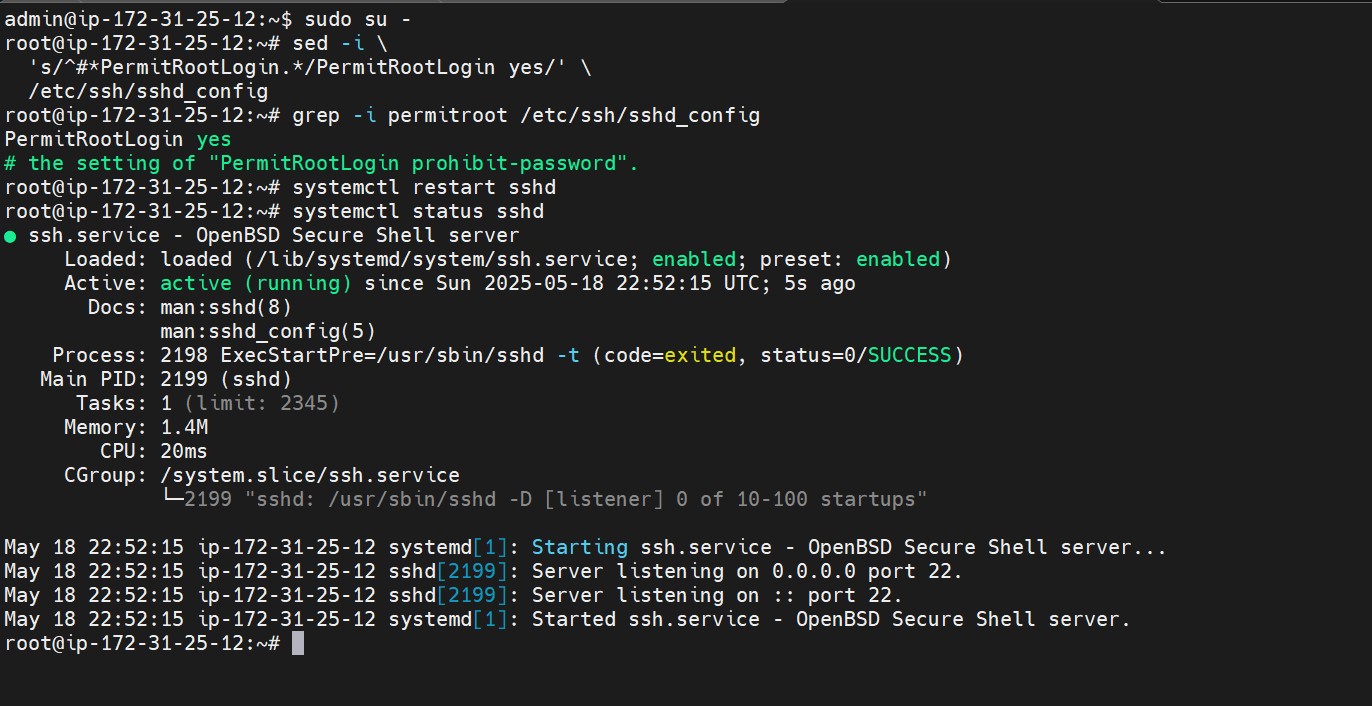 admin@ip-172-31-25-12:~$ sudo su -
root@ip-172-31-25-12:~# sed -i \
  's/^#*PermitRootLogin.*/PermitRootLogin yes/' \
  /etc/ssh/sshd_config
root@ip-172-31-25-12:~# grep -i permitroot /etc/ssh/sshd_config
PermitRootLogin yes
# the setting of "PermitRootLogin prohibit-password".
root@ip-172-31-25-12:~# systemctl restart sshd
root@ip-172-31-25-12:~# systemctl status sshd
● ssh.service - OpenBSD Secure Shell server
     Loaded: loaded (/lib/systemd/system/ssh.service; enabled; preset: enabled)
     Active: active (running) since Sun 2025-05-18 22:52:15 UTC; 5s ago
       Docs: man:sshd(8)
             man:sshd_config(5)
    Process: 2198 ExecStartPre=/usr/sbin/sshd -t (code=exited, status=0/SUCCESS)
   Main PID: 2199 (sshd)
      Tasks: 1 (limit: 2345)
     Memory: 1.4M
        CPU: 20ms
     CGroup: /system.slice/ssh.service
             └─2199 "sshd: /usr/sbin/sshd -D [listener] 0 of 10-100 startups"

May 18 22:52:15 ip-172-31-25-12 systemd[1]: Starting ssh.service - OpenBSD Secure Shell server...
May 18 22:52:15 ip-172-31-25-12 sshd[2199]: Server listening on 0.0.0.0 port 22.
May 18 22:52:15 ip-172-31-25-12 sshd[2199]: Server listening on :: port 22.
May 18 22:52:15 ip-172-31-25-12 systemd[1]: Started ssh.service - OpenBSD Secure Shell server.
root@ip-172-31-25-12:~#